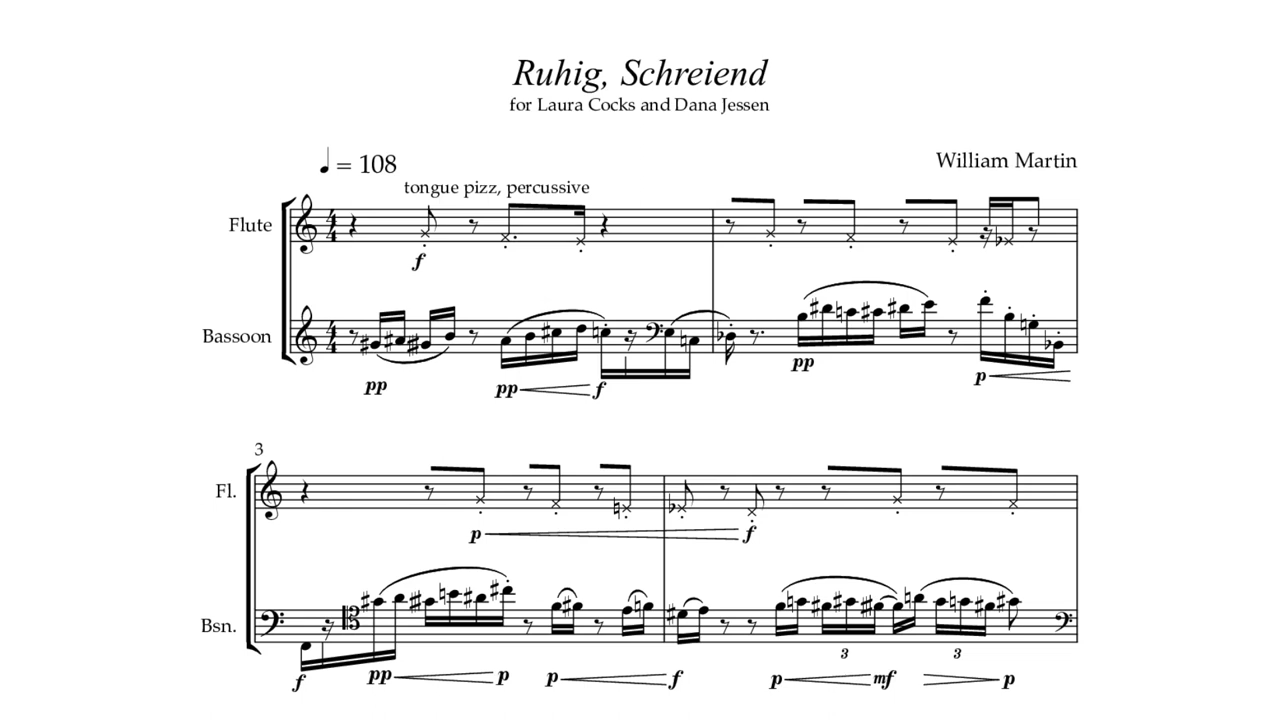 Ruhig, Schreiend
for Laura Cocks and Dana Jessen
= 108
William Martin
tongue pizz, percussive
Flute
f
Bassoon
pp
pp
f
pp
p
3
Fl.
p
f
Bsn.
3
3
f
pp
p
p
f
p
mf
p